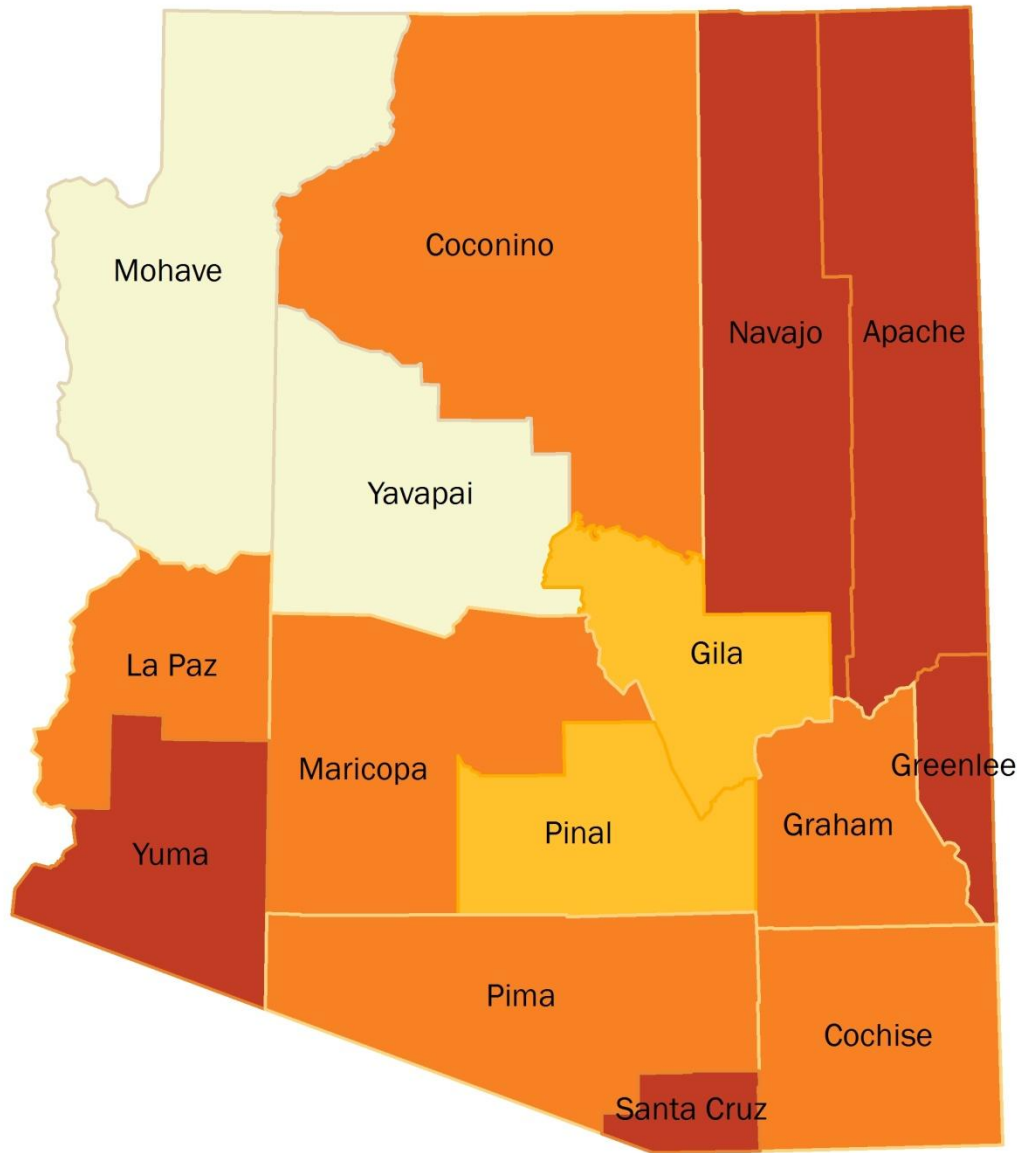 Coconino
Mohave
Navajo
Apache
Yavapai
Gila
La Paz
Maricopa
Greenlee
Graham
Pinal
Yuma
Pima
Cochise
Santa Cruz